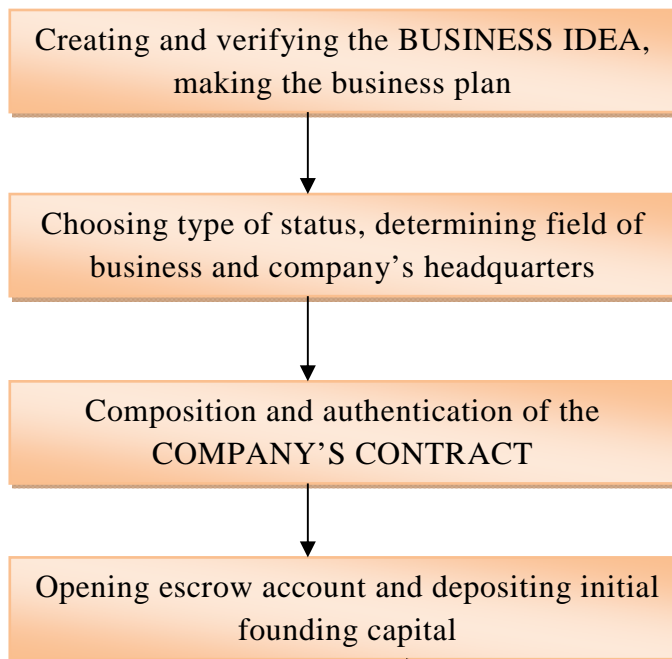 Creating and verifying the BUSINESS IDEA,
making the business plan
Choosing type of status, determining field of
business and company’s headquarters
Composition and authentication of the
COMPANY’S CONTRACT
Opening escrow account and depositing initial
founding capital